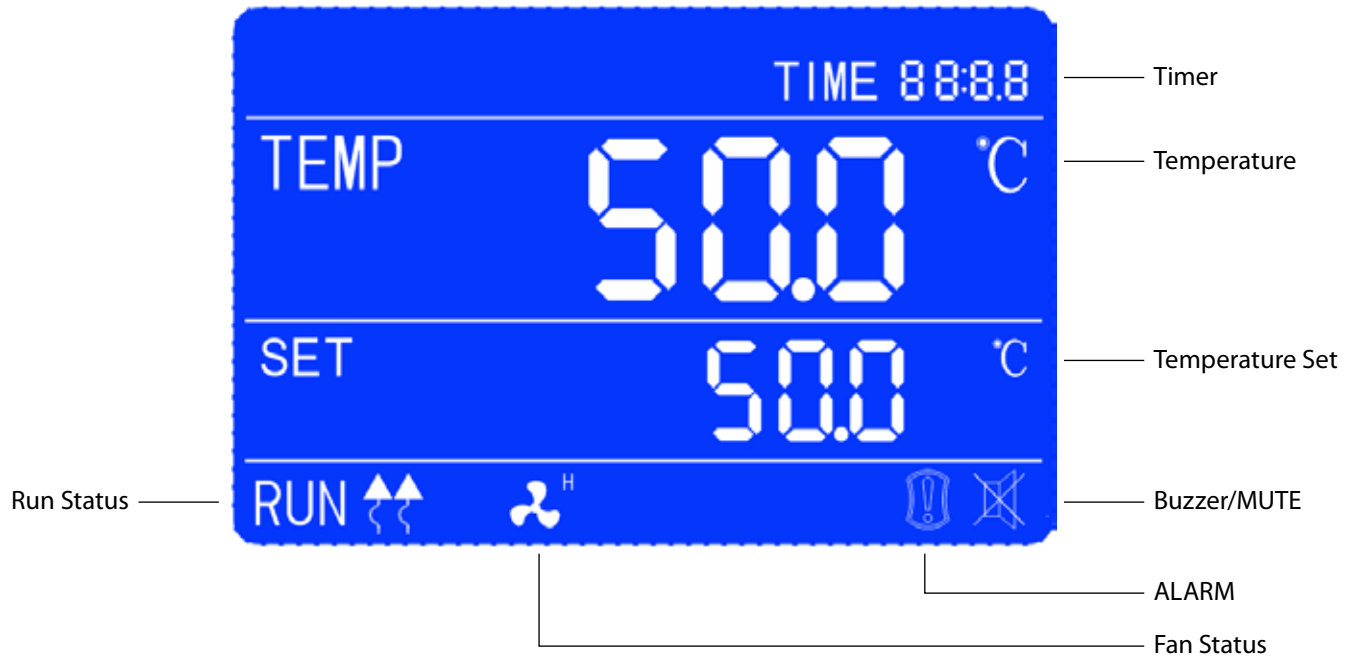 TIME 88:8.8
Timer
TEMP 50.0 °C
Temperature
SET 50.0 °C
Temperature Set
Run Status
RUN H
Buzzer/MUTE
ALARM
Fan Status